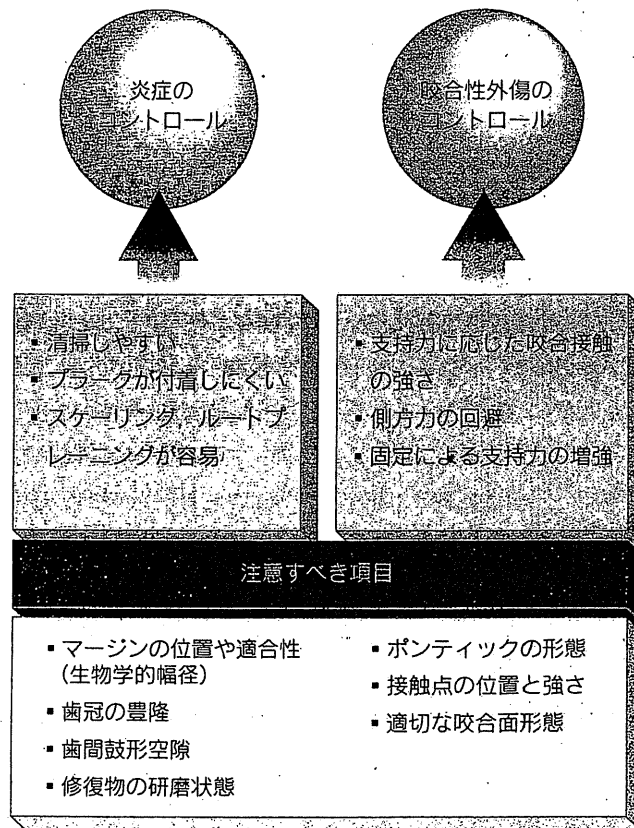 炎症の
コントロール
咬合性外傷の
コントロール
▪ 清掃しやすい
▪ プラークが付着しにくい
▪ スケーリング、ルートプ
レーニングが容易
▪ 支持力に応じた咬合接触
の強さ
▪ 側方力の回避
▪ 固定による支持力の増強
注意すべき項目
▪ マージンの位置や適合性
(生物学的幅径)
▪ 歯冠の豊隆
▪ 歯間鼓形空隙
▪ 修復物の研磨状態
▪ ポンティックの形態
▪ 接触点の位置と強さ
▪ 適切な咬合面形態